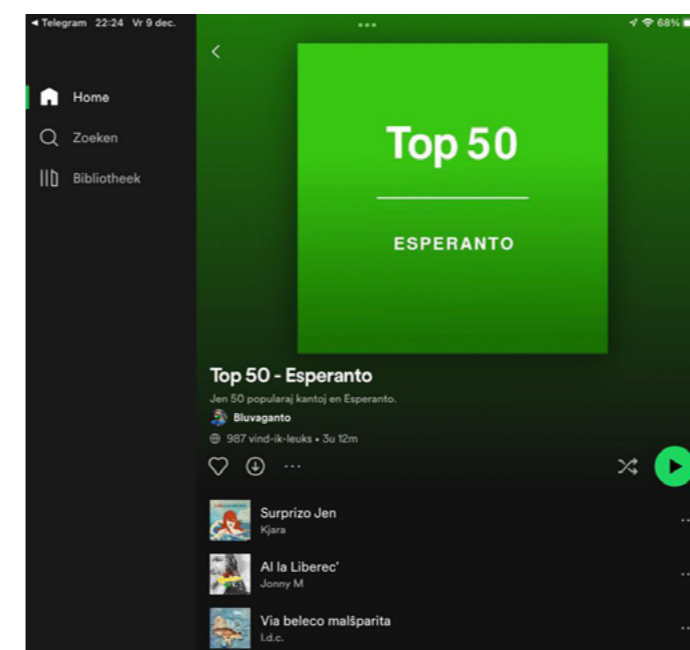 ◀ Telegram 22:24 Vr 9 dec.
68%
Home
Zoeken
Bibliotheek
Top 50
ESPERANTO
Top 50 - Esperanto
Jen 50 popularaj kantoj en Esperanto.
Bluvaganto
987 vind-ik-leuks • 3u 12m
Surprizo Jen
Kjara
Al la Liberec'
Jonny M
Via beleco malŝparita
I.d.c.